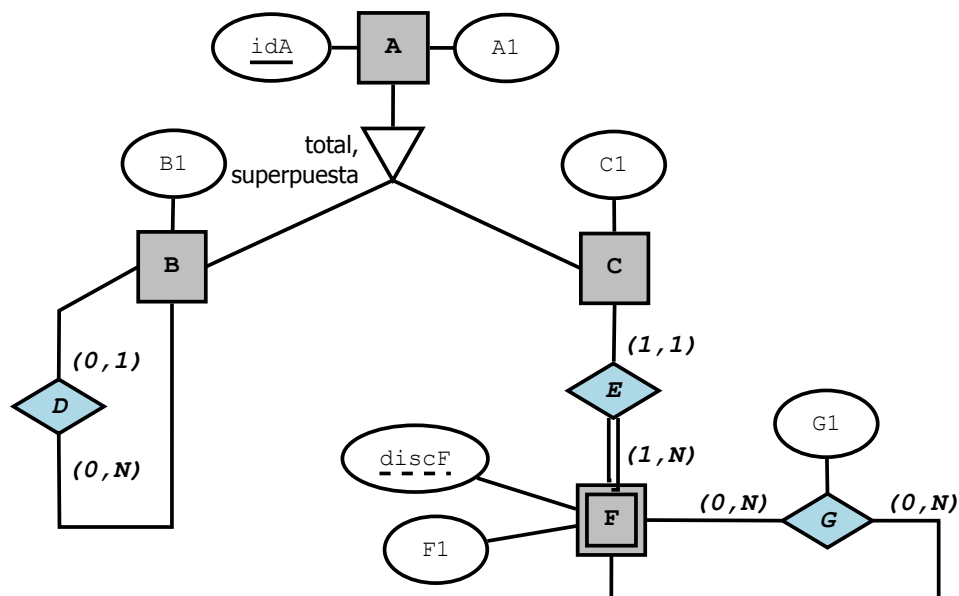 idA
A
A1
total,
superpuesta
B1
C1
B
C
(0,1)
(1,1)
D
E
(0,N)
(1,N)
G1
discF
F
(0,N)
G
(0,N)
F1